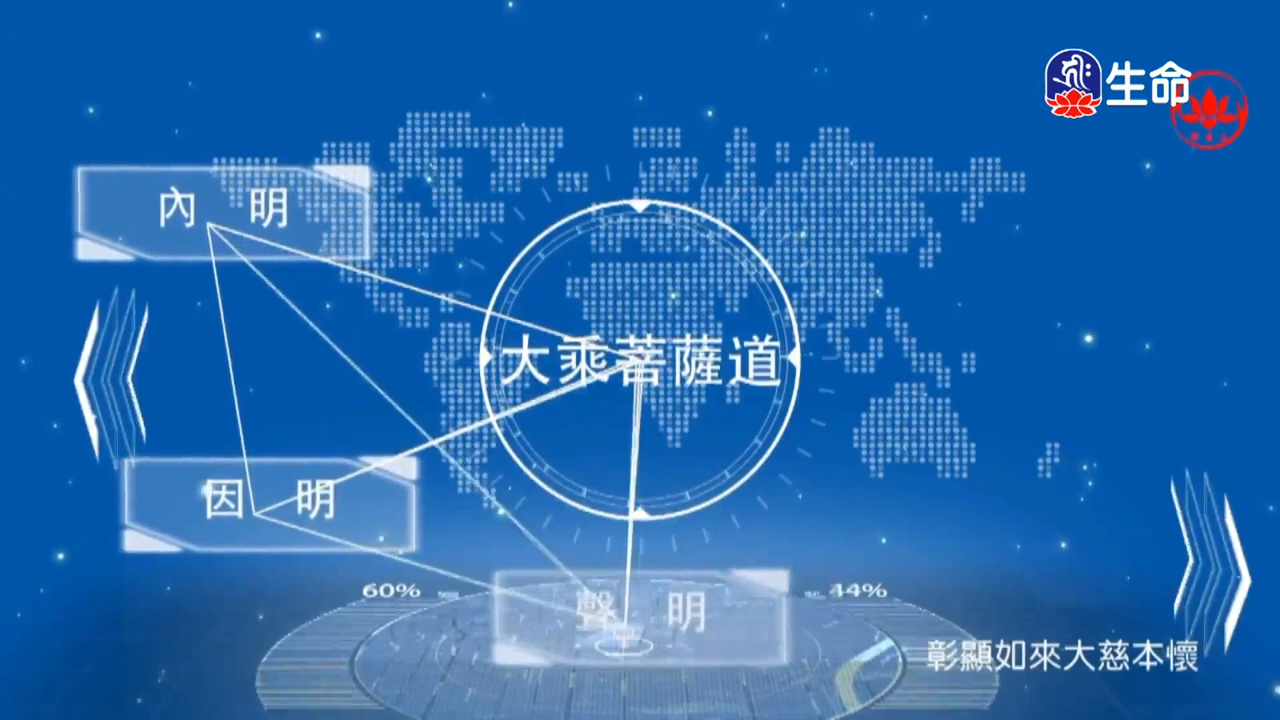 生命
內 明
大乘菩薩道
因 明
60%
44%
聲 明
彰顯如來大慈本懷